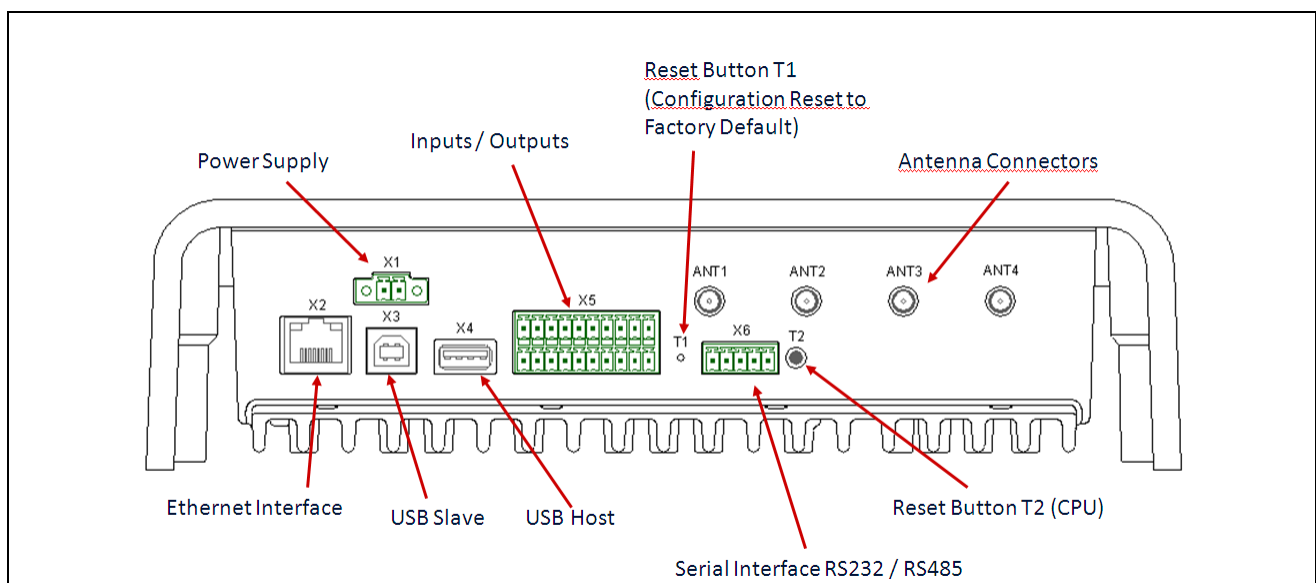 Reset Button T1
(Configuration Reset to
Factory Default)
Inputs / Outputs
Power Supply
Antenna Connectors
X1
ANT1
ANT2
ANT3
ANT4
X2
X3
X4
X5
T1
X6
T2
Ethernet Interface
USB Slave
USB Host
Reset Button T2 (CPU)
Serial Interface RS232 / RS485